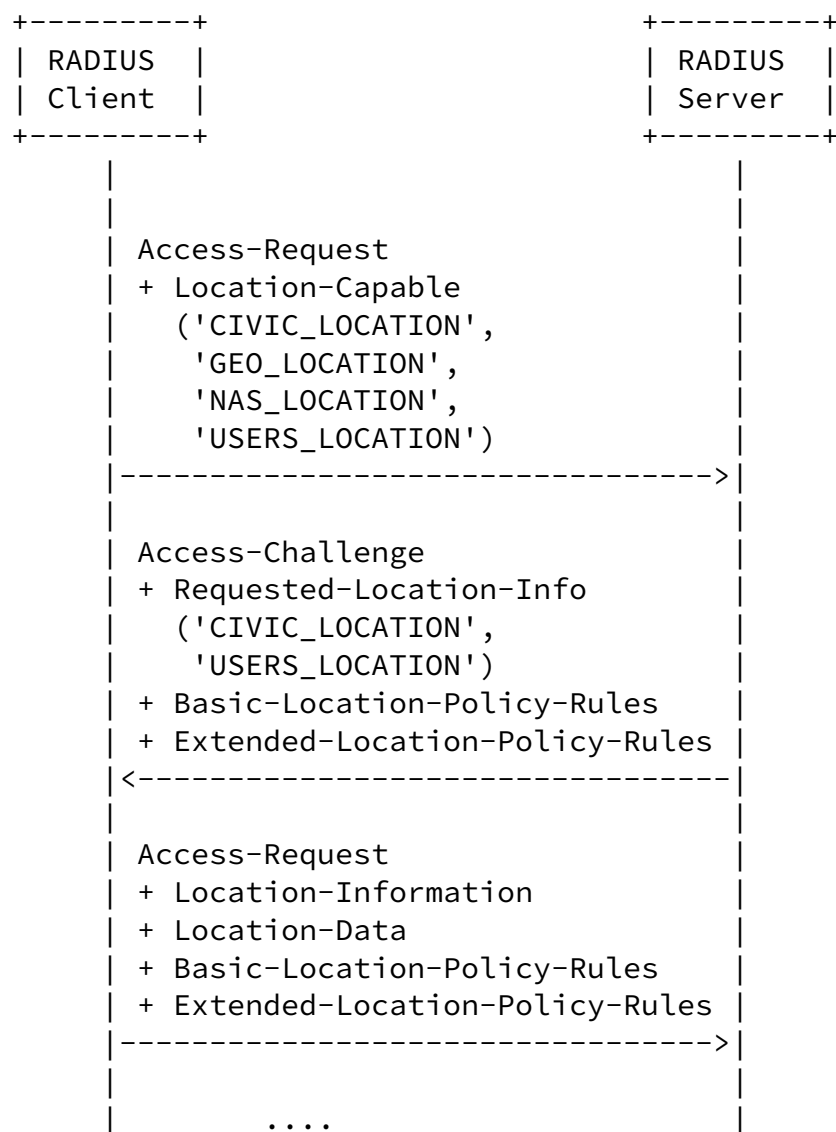 +---------+                        +---------+
| RADIUS  |                        | RADIUS  |
| Client  |                        | Server  |
+---------+                        +---------+
     |                                  |
     |                                  |
     | Access-Request                   |
     | + Location-Capable               |
     |   ('CIVIC_LOCATION',             |
     |    'GEO_LOCATION',               |
     |    'NAS_LOCATION',               |
     |    'USERS_LOCATION')             |
     |--------------------------------->|
     |                                  |
     | Access-Challenge                 |
     | + Requested-Location-Info        |
     |   ('CIVIC_LOCATION',             |
     |    'USERS_LOCATION')             |
     | + Basic-Location-Policy-Rules    |
     | + Extended-Location-Policy-Rules |
     |<---------------------------------|
     |                                  |
     | Access-Request                   |
     | + Location-Information           |
     | + Location-Data                  |
     | + Basic-Location-Policy-Rules    |
     | + Extended-Location-Policy-Rules |
     |--------------------------------->|
     |                                  |
     |        ....                      |